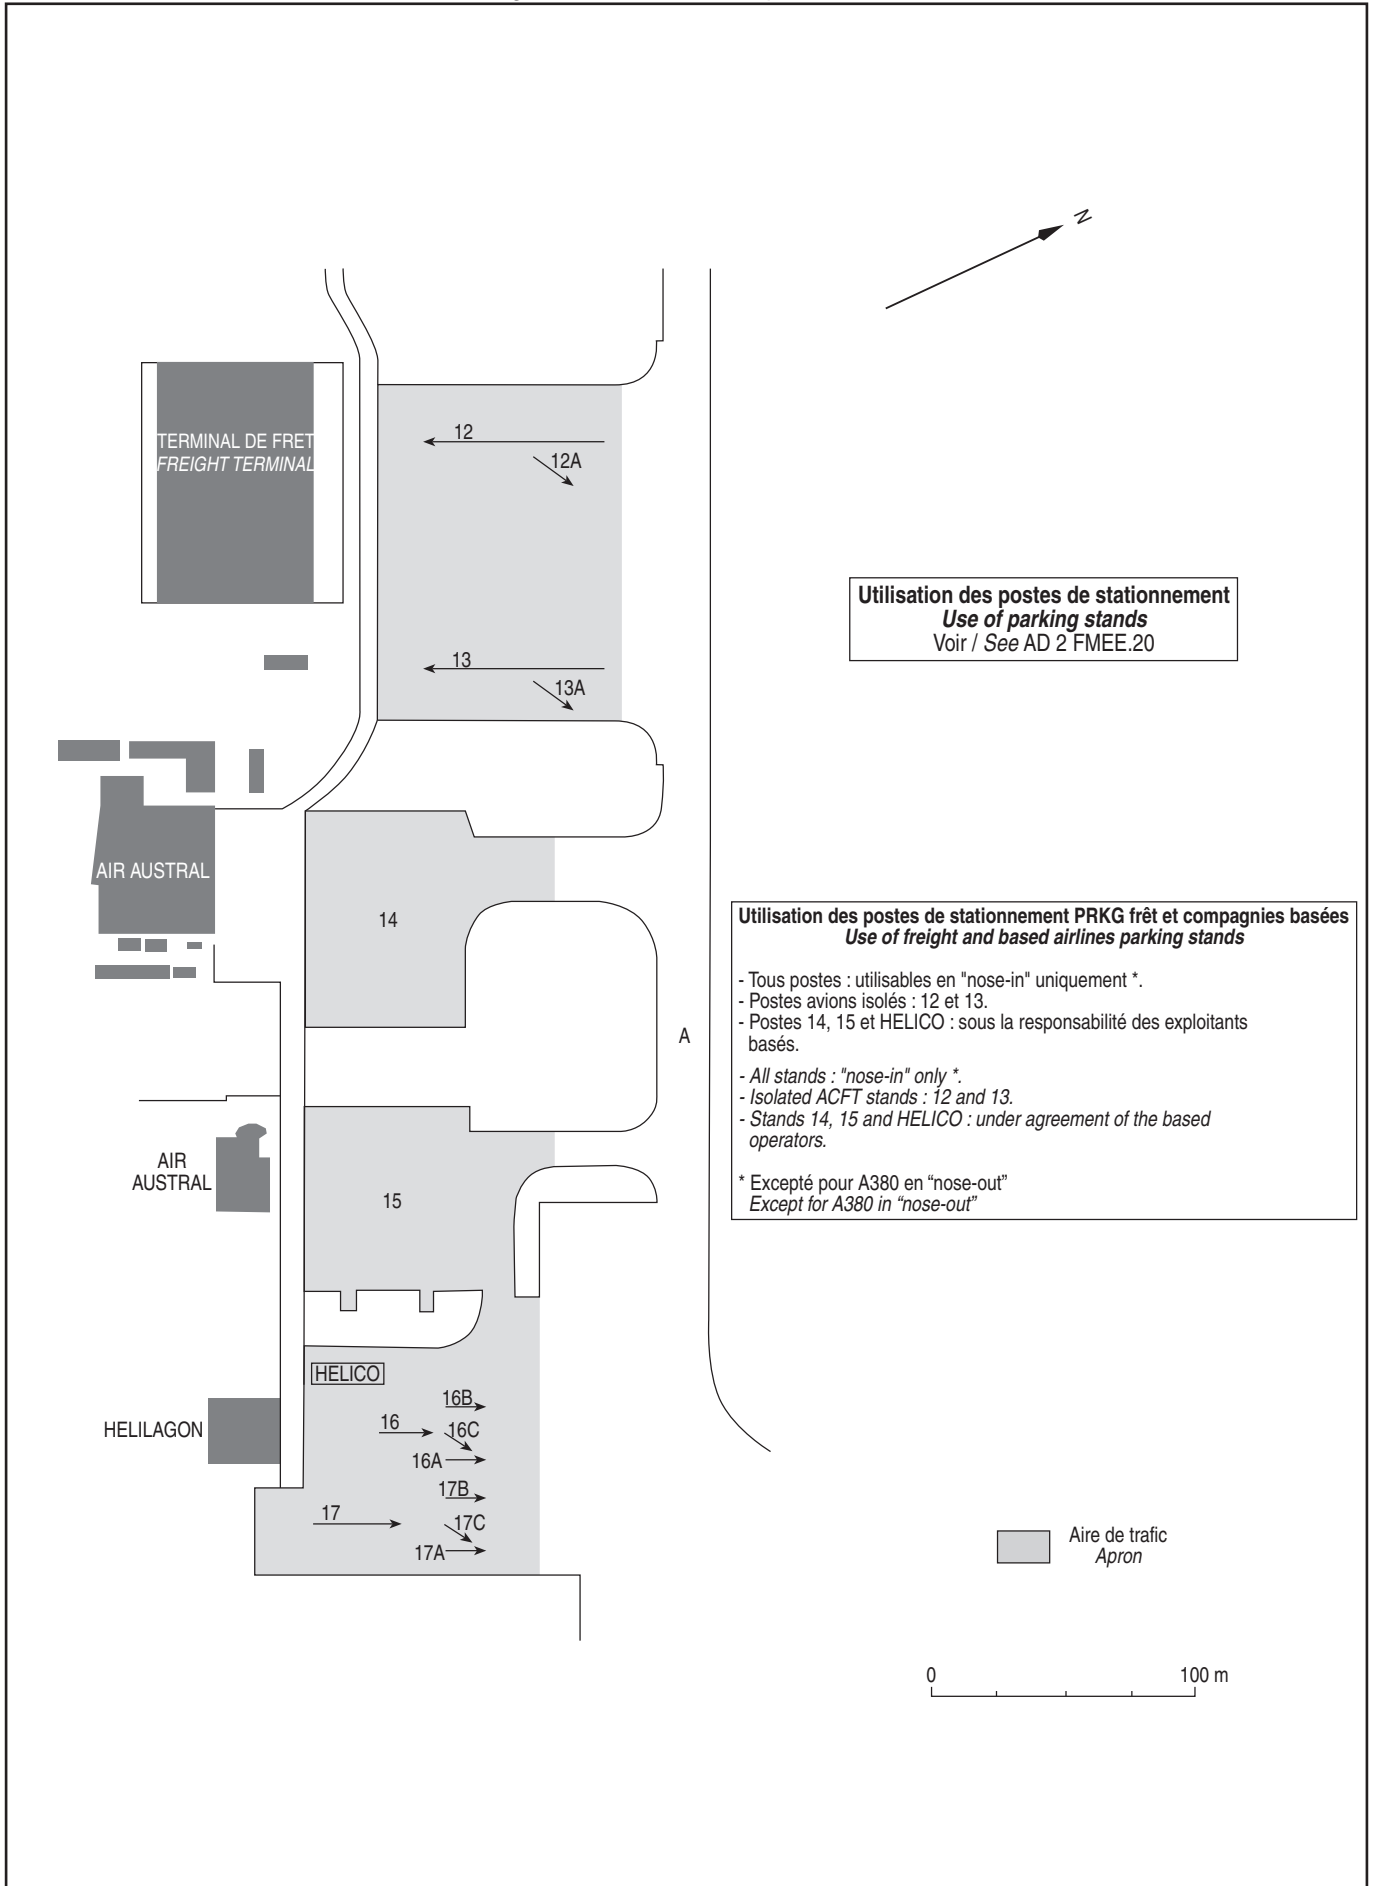 N
TERMINAL DE FRET
FREIGHT TERMINAL
12
12A
13
13A
Utilisation des postes de stationnement
Use of parking stands
Voir / See AD 2 FMEE.20
AIR AUSTRAL
14
A
Utilisation des postes de stationnement PRKG frêt et compagnies basées
Use of freight and based airlines parking stands
- Tous postes : utilisables en "nose-in" uniquement *.
- Postes avions isolés : 12 et 13.
- Postes 14, 15 et HELICO : sous la responsabilité des exploitants
basés.
- All stands : "nose-in" only *.
- Isolated ACFT stands : 12 and 13.
- Stands 14, 15 and HELICO : under agreement of the based
operators.
* Excepté pour A380 en “nose-out”
Except for A380 in “nose-out”
AIR
AUSTRAL
15
HELICO
HELILAGON
16B
16
16C
16A
17B
17
17C
17A
Aire de trafic
Apron
0
100 m